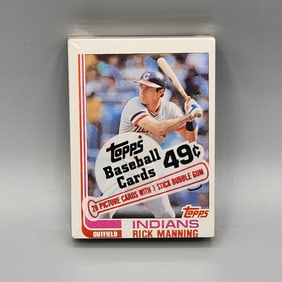 Topps
Baseball
Cards 49¢
28 PICTURE CARDS WITH 1 STICK BUBBLE GUM
Topps
INDIANS
OUTFIELD RICK MANNING